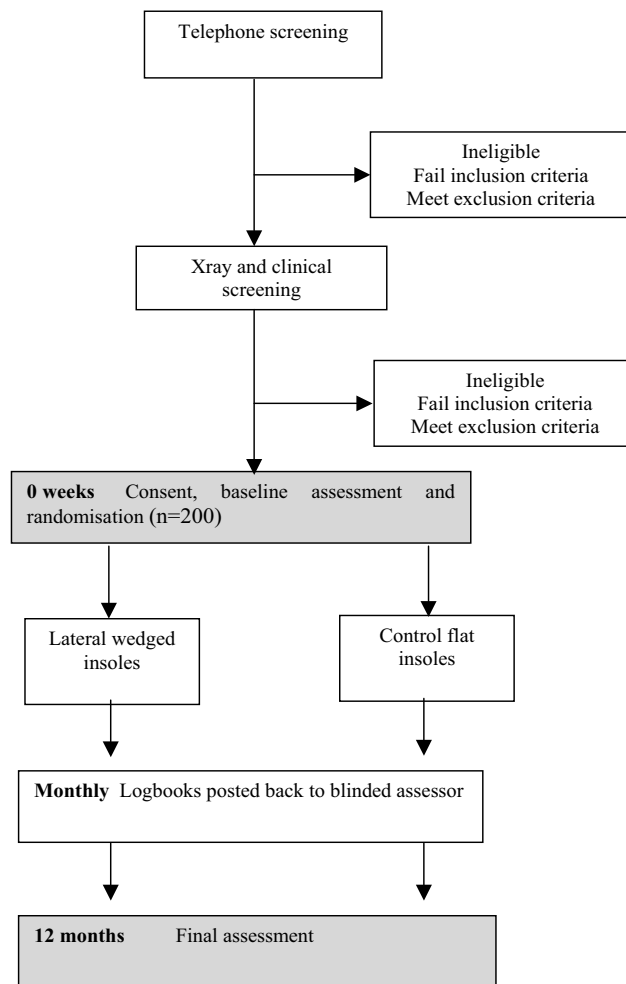 Telephone screening
Ineligible
Fail inclusion criteria
Meet exclusion criteria
Xray and clinical
screening
Ineligible
Fail inclusion criteria
Meet exclusion criteria
0 weeks Consent, baseline assessment and
randomisation (n=200)
Lateral wedged
insoles
Control flat
insoles
Monthly Logbooks posted back to blinded assessor
12 months Final assessment